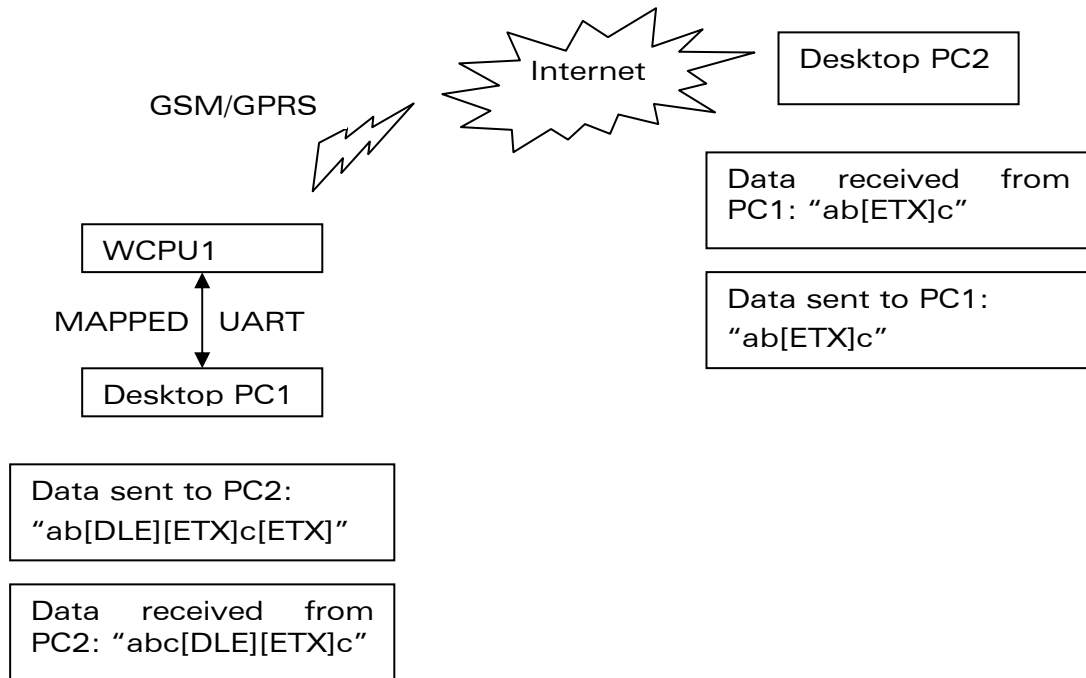 Internet
Desktop PC2
GSM/GPRS
Data received from
PC1: “ab[ETX]c”
WCPU1
Data sent to PC1:
“ab[ETX]c”
MAPPED UART
Desktop PC1
Data sent to PC2:
“ab[DLE][ETX]c[ETX]”
Data received from
PC2: “abc[DLE][ETX]c”